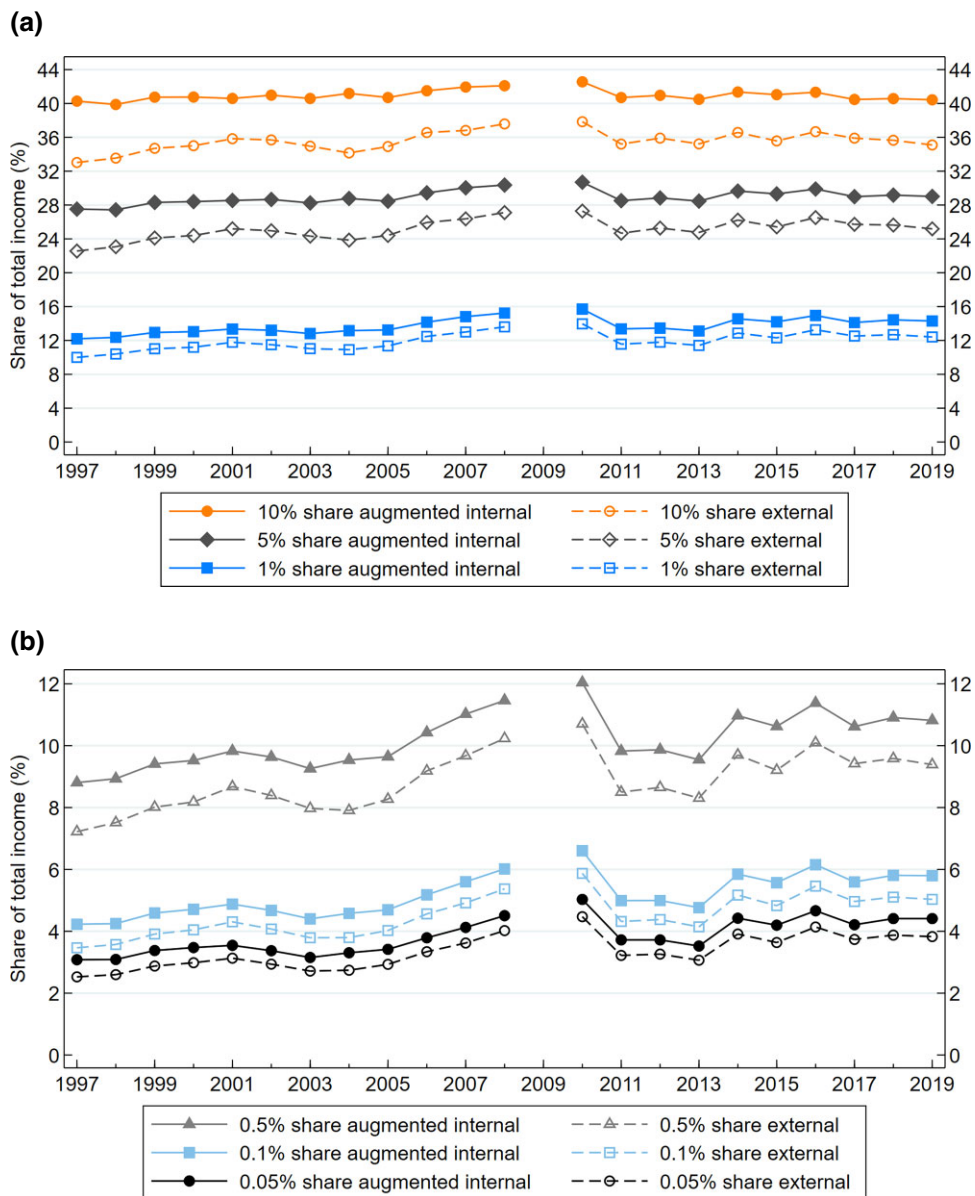 (a)
Share of total income (%)
44 44
40 40
36 36
32 32
28 28
24 24
20 20
16 16
12 12
8 8
4 4
0 0
1997 1999 2001 2003 2005 2007 2009 2011 2013 2015 2017 2019
10% share augmented internal 10% share external
5% share augmented internal 5% share external
1% share augmented internal 1% share external
(b)
Share of total income (%)
12 12
10 10
8 8
6 6
4 4
2 2
0 0
1997 1999 2001 2003 2005 2007 2009 2011 2013 2015 2017 2019
0.5% share augmented internal 0.5% share external
0.1% share augmented internal 0.1% share external
0.05% share augmented internal 0.05% share external